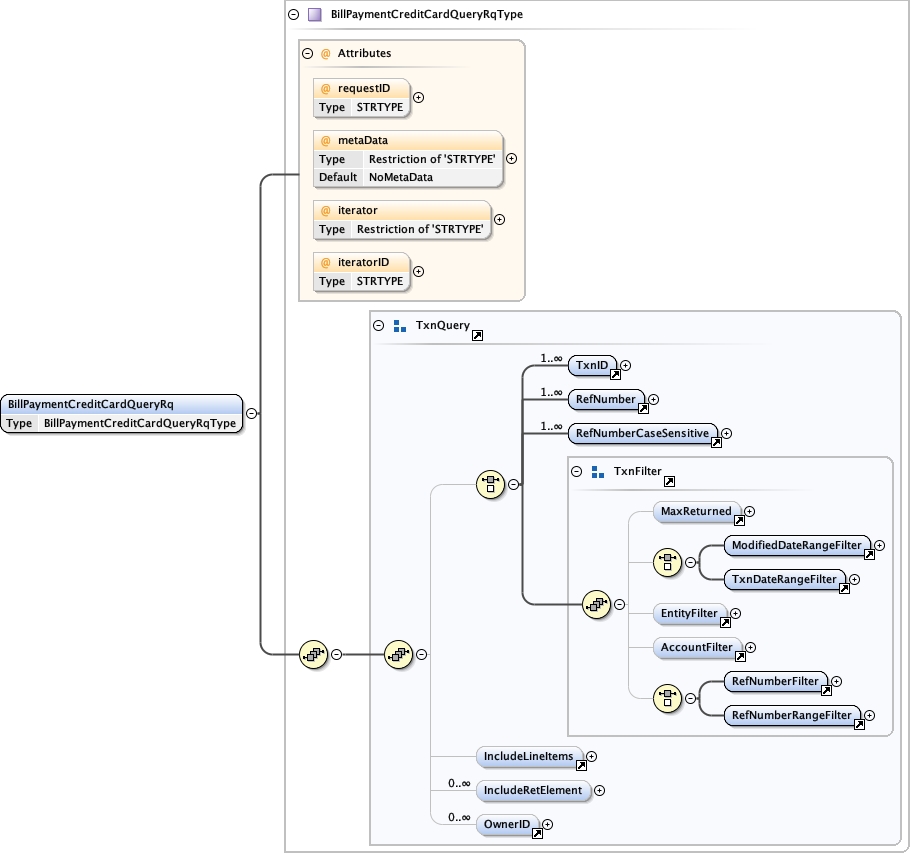 BillPaymentCreditCardQueryRqType
Attributes
requestID
Type STRTYPE
metaData
Type Restriction of 'STRTYPE'
Default NoMetaData
iterator
Type Restriction of 'STRTYPE'
iteratorID
Type STRTYPE
BillPaymentCreditCardQueryRq
Type BillPaymentCreditCardQueryRqType
TxnQuery
1..∞ TxnID
1..∞ RefNumber
1..∞ RefNumberCaseSensitive
TxnFilter
MaxReturned
ModifiedDateRangeFilter
TxnDateRangeFilter
EntityFilter
AccountFilter
RefNumberFilter
RefNumberRangeFilter
IncludeLineItems
0..∞ IncludeRetElement
0..∞ OwnerID